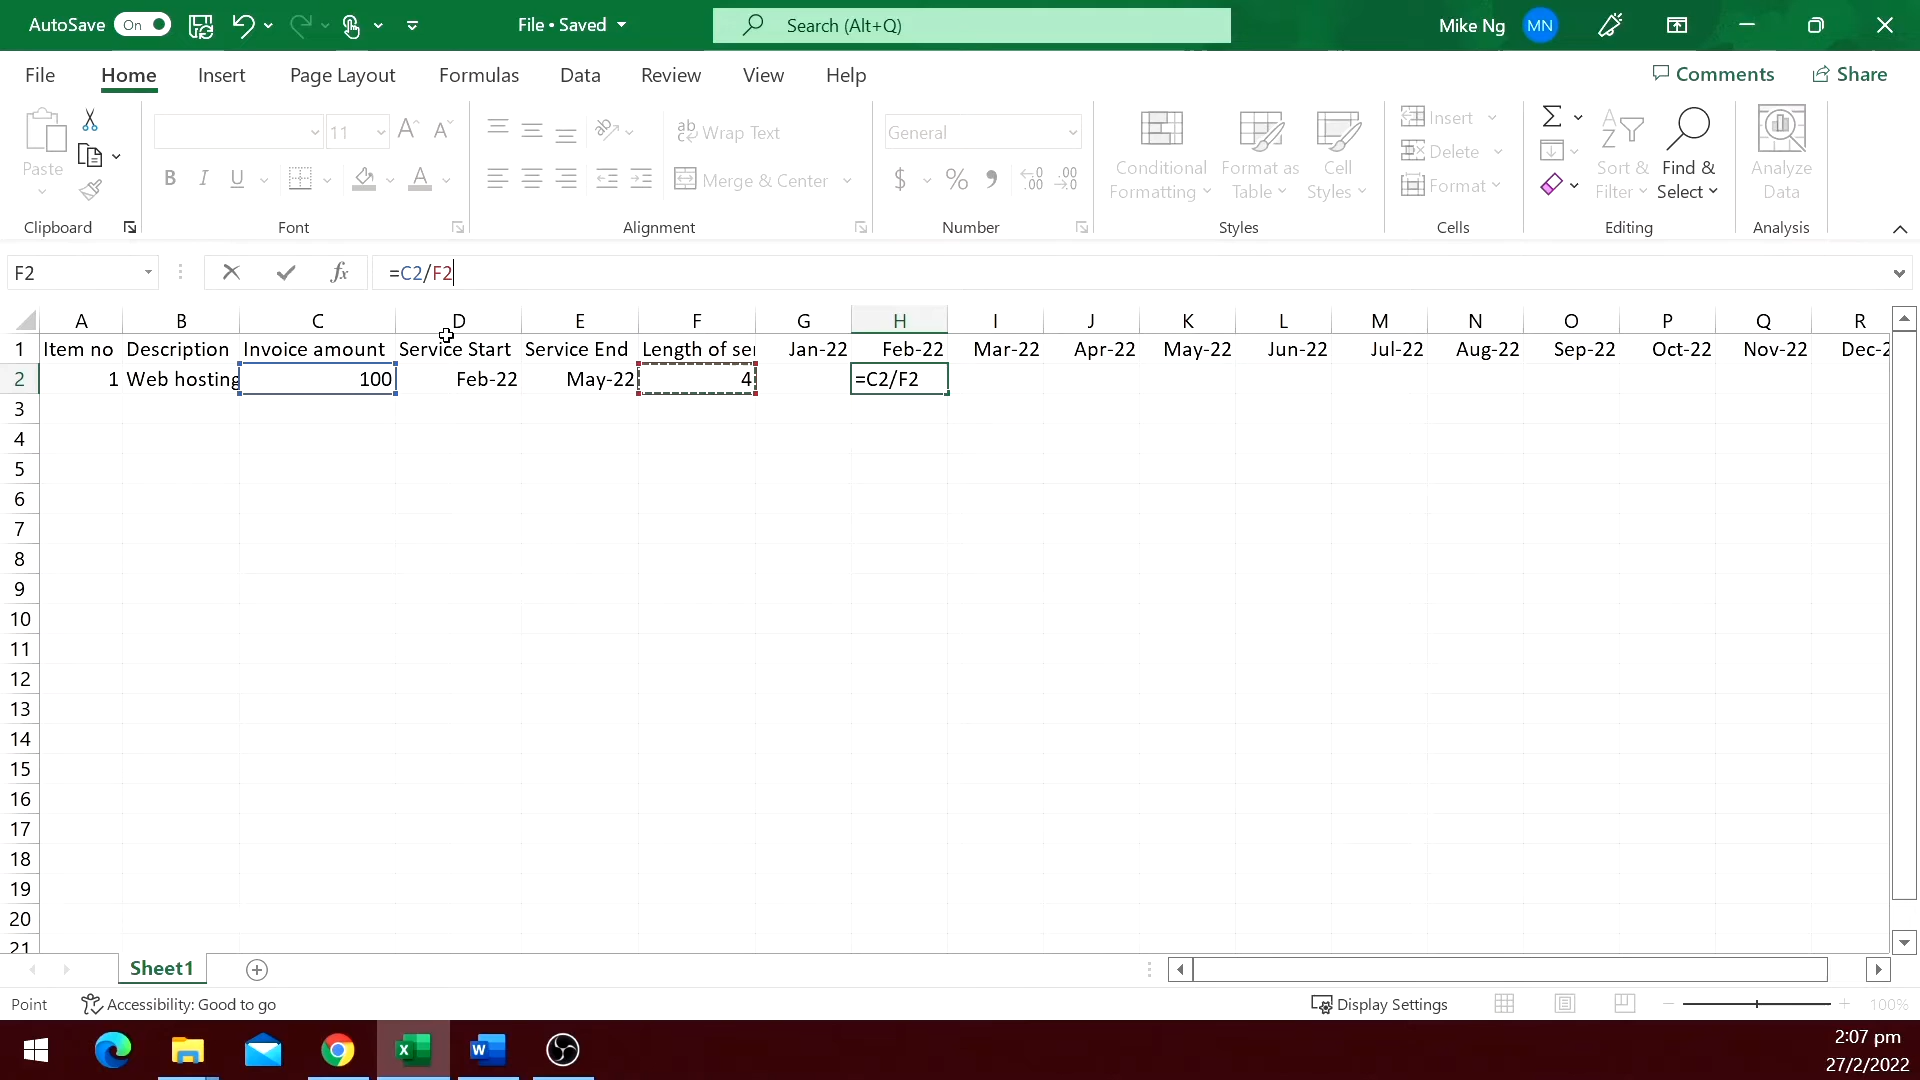 AutoSave On File • Saved Search (Alt+Q) Mike Ng MN
File Home Insert Page Layout Formulas Data Review View Help Comments Share
Paste
11
Wrap Text
General
Conditional Formatting
Format as Table
Cell Styles
Insert
Delete
Format
Sort & Filter
Find & Select
Analyze Data
B I U
Merge & Center
$ % 9
Clipboard Font Alignment Number Styles Cells Editing Analysis
F2 fx =C2/F2
A B C D E F G H I J K L M N O P Q R
1 Item no Description Invoice amount Service Start Service End Length of ser Jan-22 Feb-22 Mar-22 Apr-22 May-22 Jun-22 Jul-22 Aug-22 Sep-22 Oct-22 Nov-22 Dec-2
2 1 Web hosting 100 Feb-22 May-22 4 =C2/F2
3
4
5
6
7
8
9
10
11
12
13
14
15
16
17
18
19
20
21
Sheet1
Point Accessibility: Good to go Display Settings 100%
2:07 pm
27/2/2022